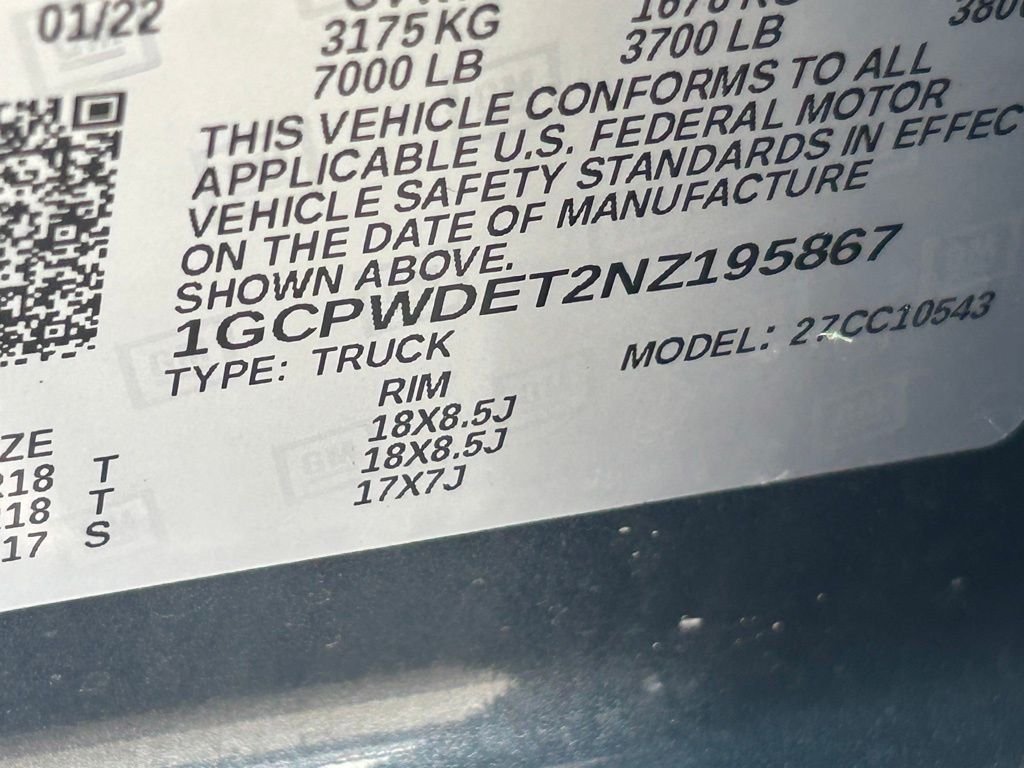 01/22
3175 KG
7000 LB
3700 LB
THIS VEHICLE CONFORMS TO ALL
APPLICABLE U.S. FEDERAL MOTOR
VEHICLE SAFETY STANDARDS IN EFFEC
ON THE DATE OF MANUFACTURE
SHOWN ABOVE.
1GCPWDET2NZ195867
TYPE: TRUCK
MODEL: 27CC10543
ZE RIM
R18 T 18X8.5J
18 T 18X8.5J
17 S 17X7J